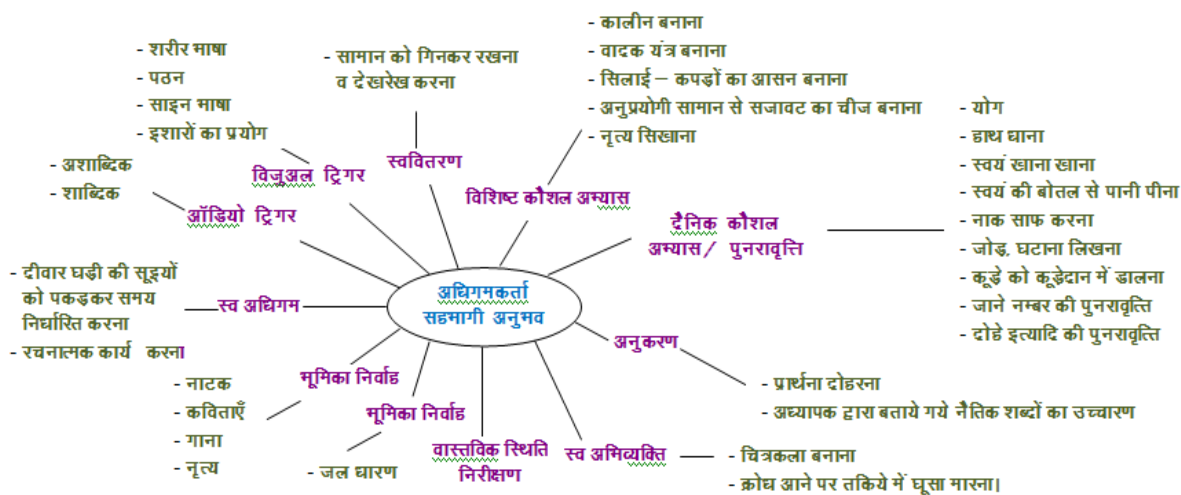 - शरीर भाषा
- पठन
- साइन भाषा
- इशारों का प्रयोग
विजुअल ट्रिगर
- अशाब्दिक
- शाब्दिक
ऑडियो ट्रिगर
- सामान को गिनकर रखना
व देखरेख करना
स्ववितरण
- कालीन बनाना
- वादक यंत्र बनाना
- सिलाई – कपड़ों का आसन बनाना
- अनुप्रयोगी सामान से सजावट का चीज बनाना
- नृत्य सिखाना
विशिष्ट कौशल अभ्यास
दैनिक कौशल
अभ्यास/ पुनरावृत्ति
- योग
- हाथ धोना
- स्वयं खाना खाना
- स्वयं की बोतल से पानी पीना
- नाक साफ करना
- जोड़, घटाना लिखना
- कूड़े को कूड़ेदान में डालना
- जाने नम्बर की पुनरावृत्ति
- दोहे इत्यादि की पुनरावृत्ति
अधिगमकर्ता
सहभागी अनुभव
- दीवार घड़ी की सूइयों
को पकड़कर समय
निर्धारित करना
- रचनात्मक कार्य करना
स्व अधिगम
भूमिका निर्वाह
- नाटक
- कविताएँ
- गाना
- नृत्य
भूमिका निर्वाह
- जल धारण
वास्तविक स्थिति
निरीक्षण
स्व अभिव्यक्ति
- चित्रकला बनाना
- क्रोध आने पर तकिये में घूसा मारना।
अनुकरण
- प्रार्थना दोहरना
- अध्यापक द्वारा बताये गये नैतिक शब्दों का उच्चारण